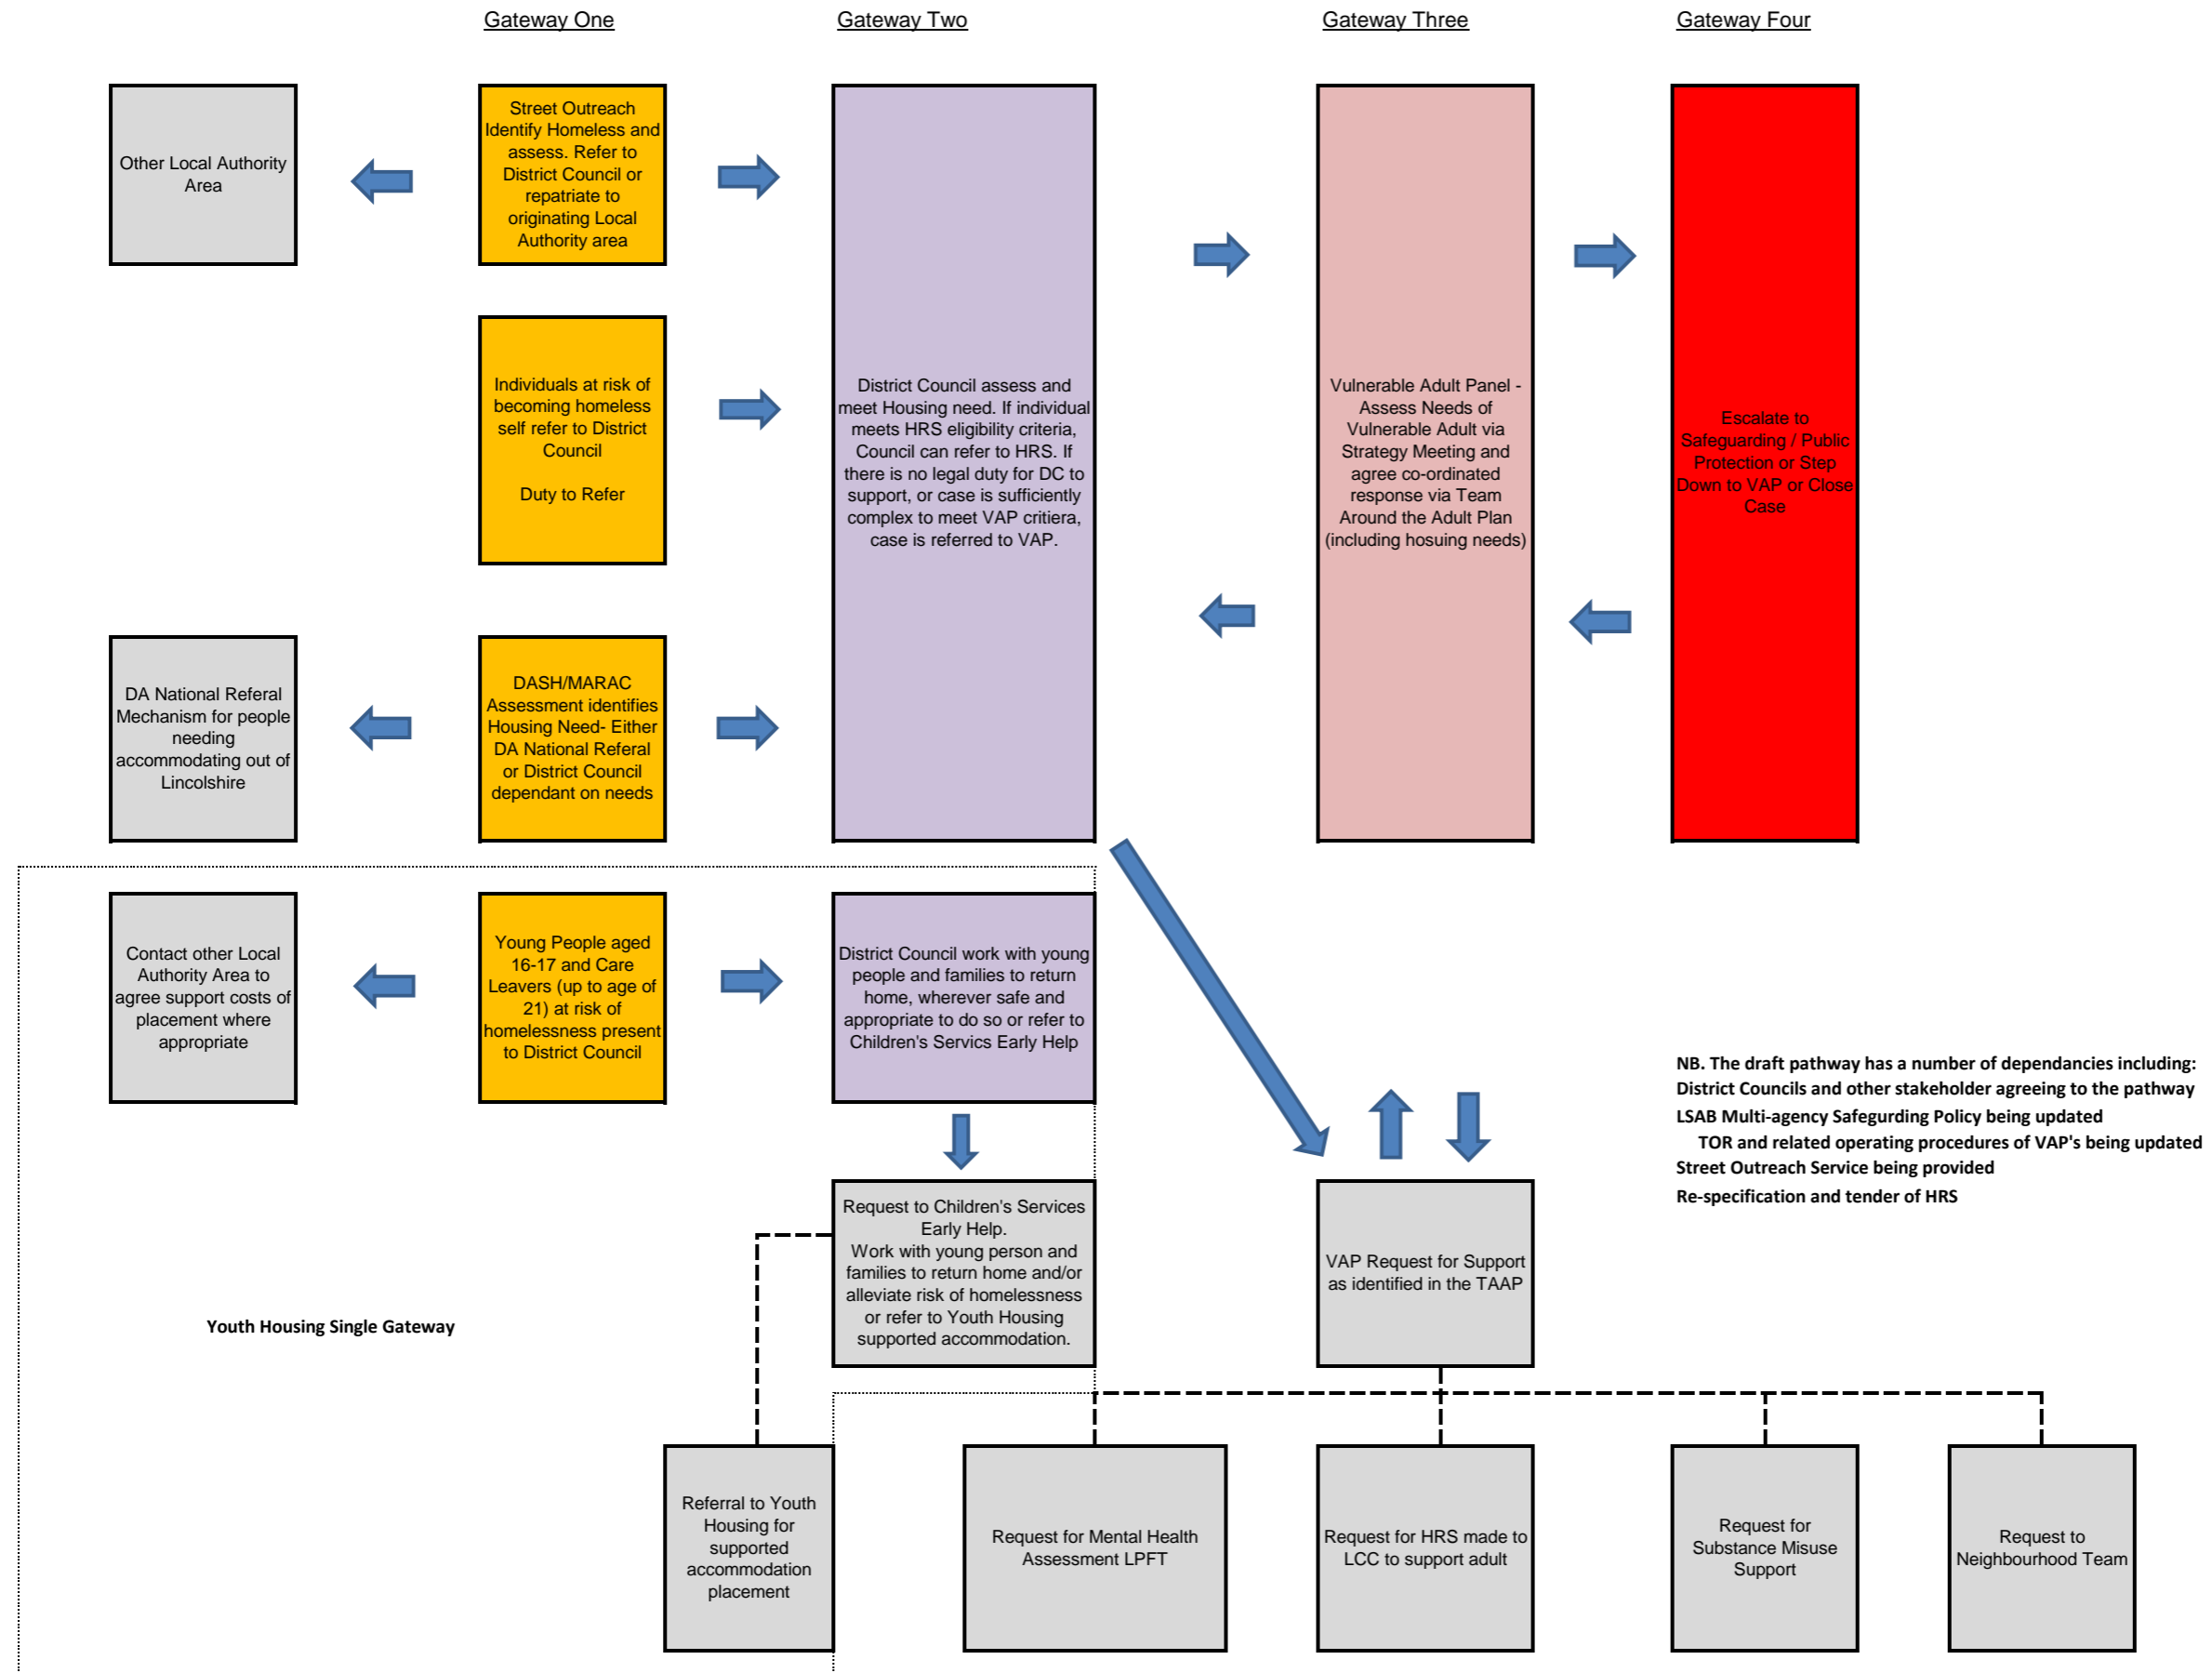 Gateway One
Gateway Two
Gateway Three
Gateway Four
Other Local Authority
Area
Street Outreach
Identify Homeless and
assess. Refer to
District Council or
repatriate to
originating Local
Authority area
Individuals at risk of
becoming homeless
self refer to District
Council
Duty to Refer
District Council assess and
meet Housing need. If individual
meets HRS eligibility criteria,
Council can refer to HRS. If
there is no legal duty for DC to
support, or case is sufficiently
complex to meet VAP critiera,
case is referred to VAP.
Vulnerable Adult Panel -
Assess Needs of
Vulnerable Adult via
Strategy Meeting and
agree co-ordinated
response via Team
Around the Adult Plan
(including hosuing needs)
Escalate to
Safeguarding / Public
Protection or Step
Down to VAP or Close
Case
DA National Referal
Mechanism for people
needing
accommodating out of
Lincolshire
DASH/MARAC
Assessment identifies
Housing Need- Either
DA National Referal
or District Council
dependant on needs
Contact other Local
Authority Area to
agree support costs of
placement where
appropriate
Young People aged
16-17 and Care
Leavers (up to age of
21) at risk of
homelessness present
to District Council
District Council work with young
people and families to return
home, wherever safe and
appropriate to do so or refer to
Children's Servics Early Help
NB. The draft pathway has a number of dependancies including:
District Councils and other stakeholder agreeing to the pathway
LSAB Multi-agency Safegurding Policy being updated
TOR and related operating procedures of VAP's being updated
Street Outreach Service being provided
Re-specification and tender of HRS
Request to Children's Services
Early Help.
Work with young person and
families to return home and/or
alleviate risk of homelessness
or refer to Youth Housing
supported accommodation.
VAP Request for Support
as identified in the TAAP
Youth Housing Single Gateway
Referral to Youth
Housing for
supported
accommodation
placement
Request for Mental Health
Assessment LPFT
Request for HRS made to
LCC to support adult
Request for
Substance Misuse
Support
Request to
Neighbourhood Team